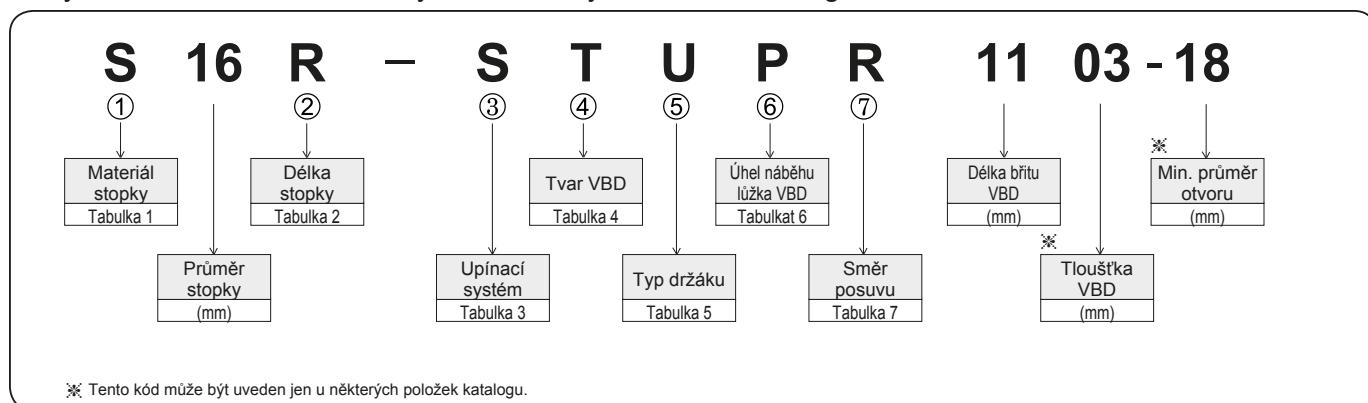 S 16 R – S T U P R 11 03 - 18
① ② ③ ④ ⑤ ⑥ ⑦
Materiál
stopky
Tabulka 1
Délka
stopky
Tabulka 2
Tvar VBD
Tabulka 4
Úhel náběhu
lůžka VBD
Tabulkat 6
Délka břitu
VBD
(mm)
※
Min. průměr
otvoru
(mm)
Průměr
stopky
(mm)
Upínací
systém
Tabulka 3
Typ držáku
Tabulka 5
Směr
posuvu
Tabulka 7
※
Tloušťka
VBD
(mm)
※ Tento kód může být uveden jen u některých položek katalogu.